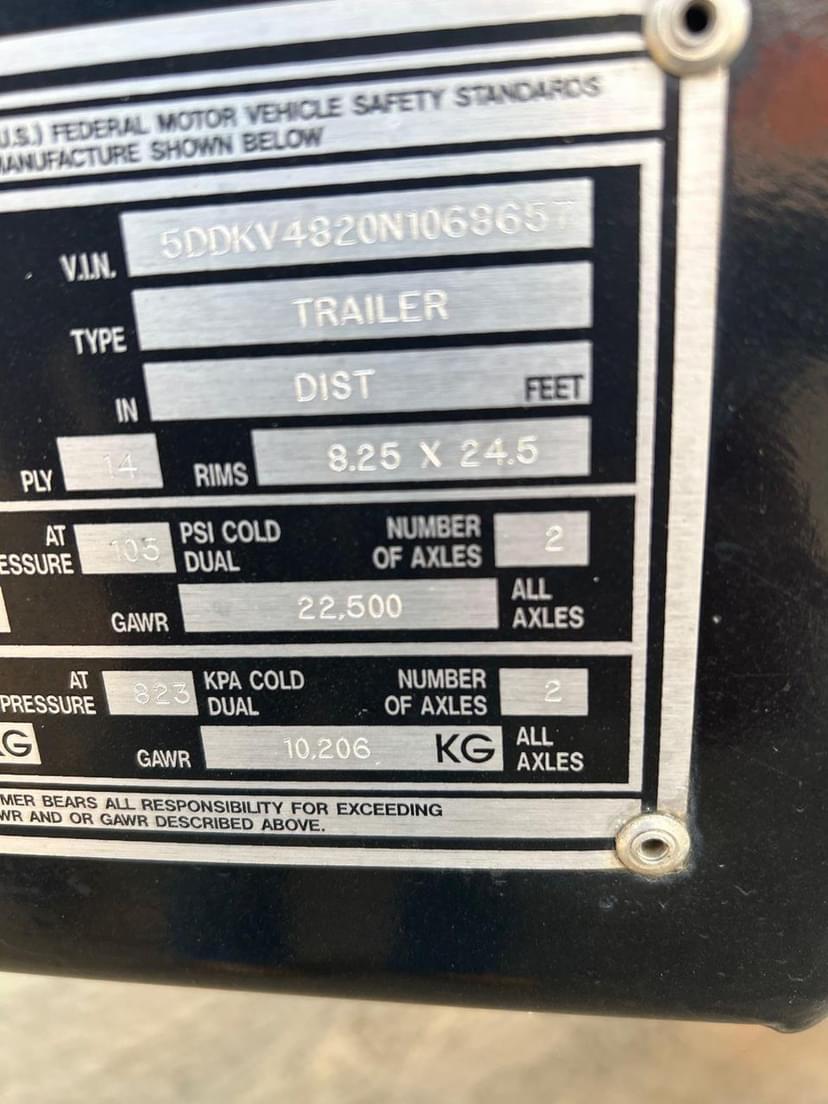 U.S.) FEDERAL MOTOR VEHICLE SAFETY STANDARDS
MANUFACTURE SHOWN BELOW
V.I.N. 5DDKV4820N1068657
TYPE TRAILER
IN DIST FEET
PLY 14 RIMS 8.25 X 24.5
AT 105 PSI COLD NUMBER 2
ESSURE DUAL OF AXLES
GAWR 22,500 ALL
AXLES
AT 823 KPA COLD NUMBER 2
PRESSURE DUAL OF AXLES
KG GAWR 10,206 KG ALL
AXLES
MER BEARS ALL RESPONSIBILITY FOR EXCEEDING
WR AND OR GAWR DESCRIBED ABOVE.